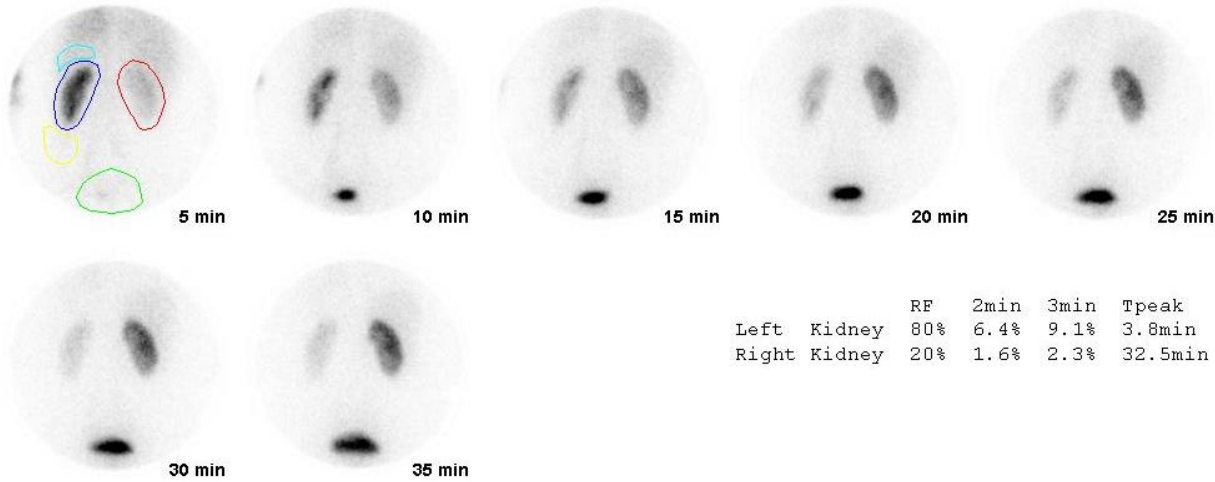 5 min
10 min
15 min
20 min
25 min
30 min
35 min
RF 2min 3min Tpeak
Left Kidney 80% 6.4% 9.1% 3.8min
Right Kidney 20% 1.6% 2.3% 32.5min